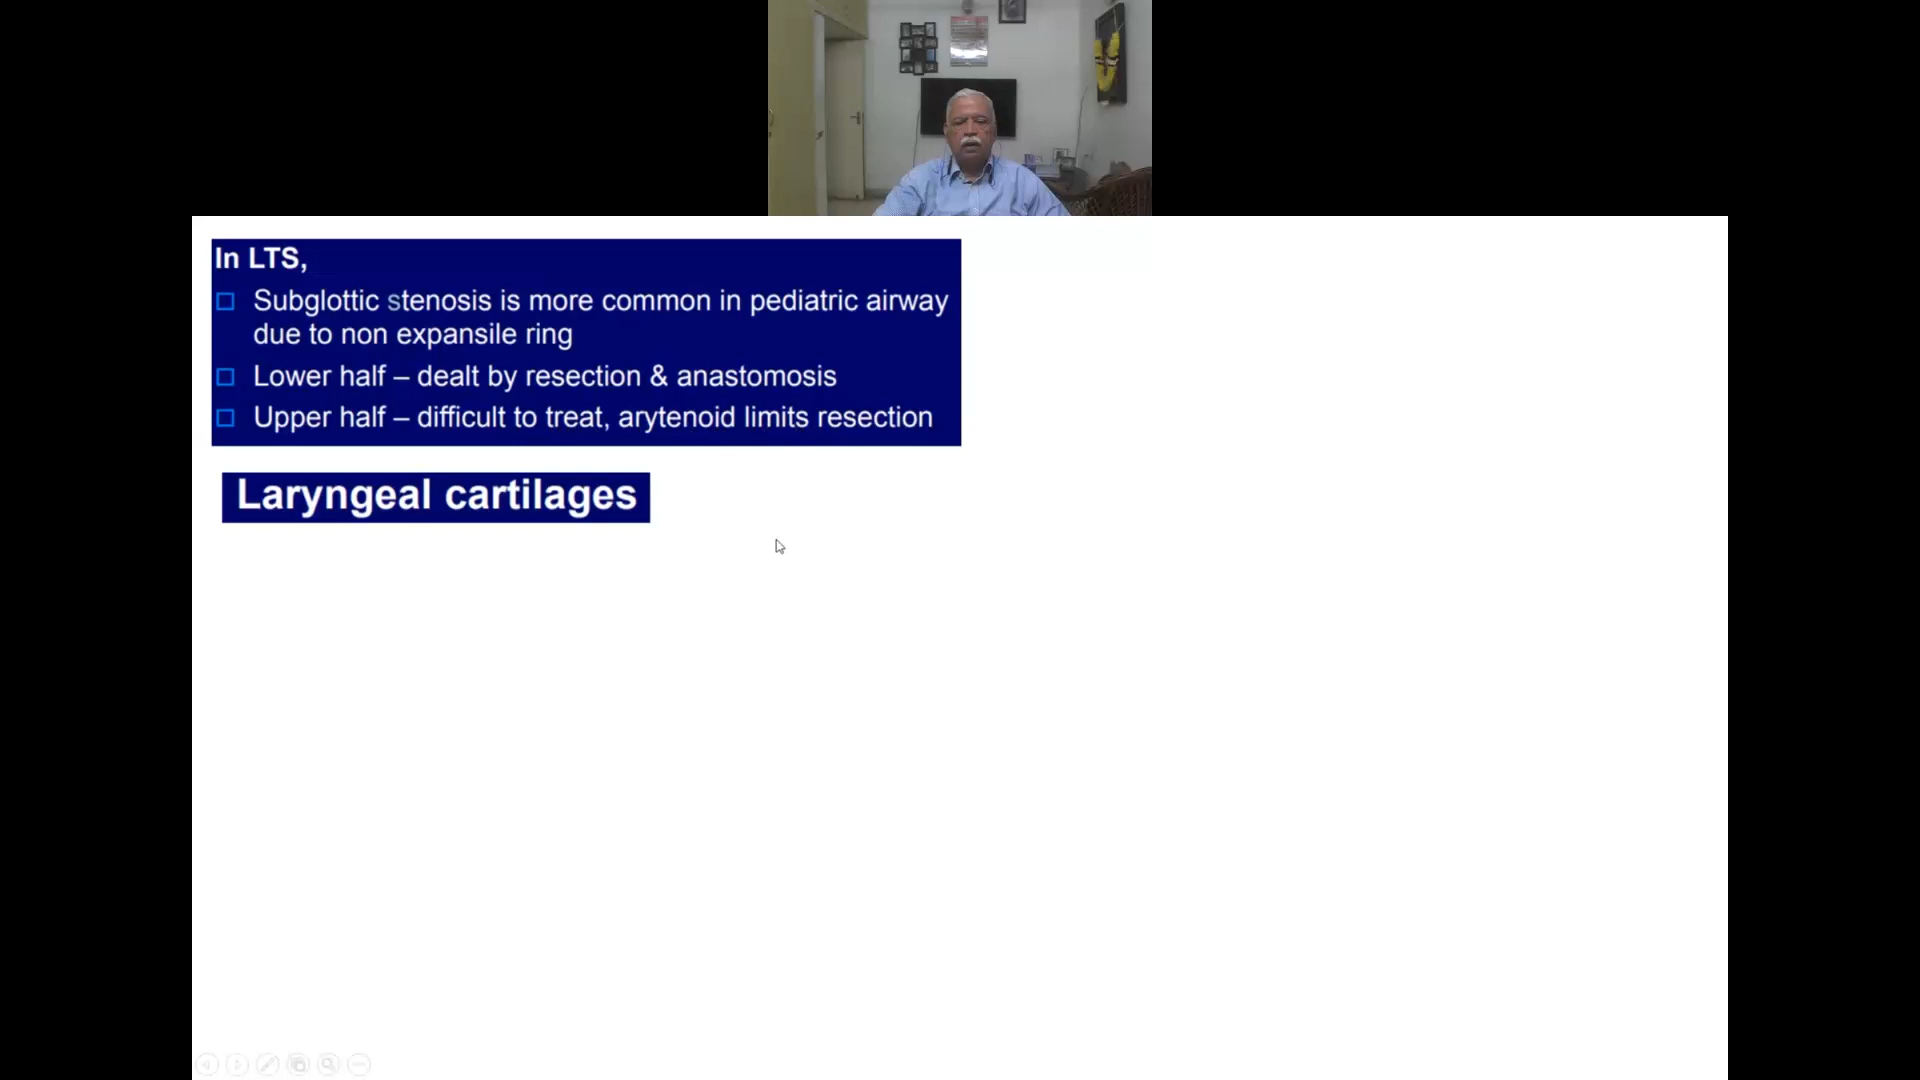 In LTS,
Subglottic stenosis is more common in pediatric airway
due to non expansile ring
Lower half – dealt by resection & anastomosis
Upper half – difficult to treat, arytenoid limits resection
Laryngeal cartilages